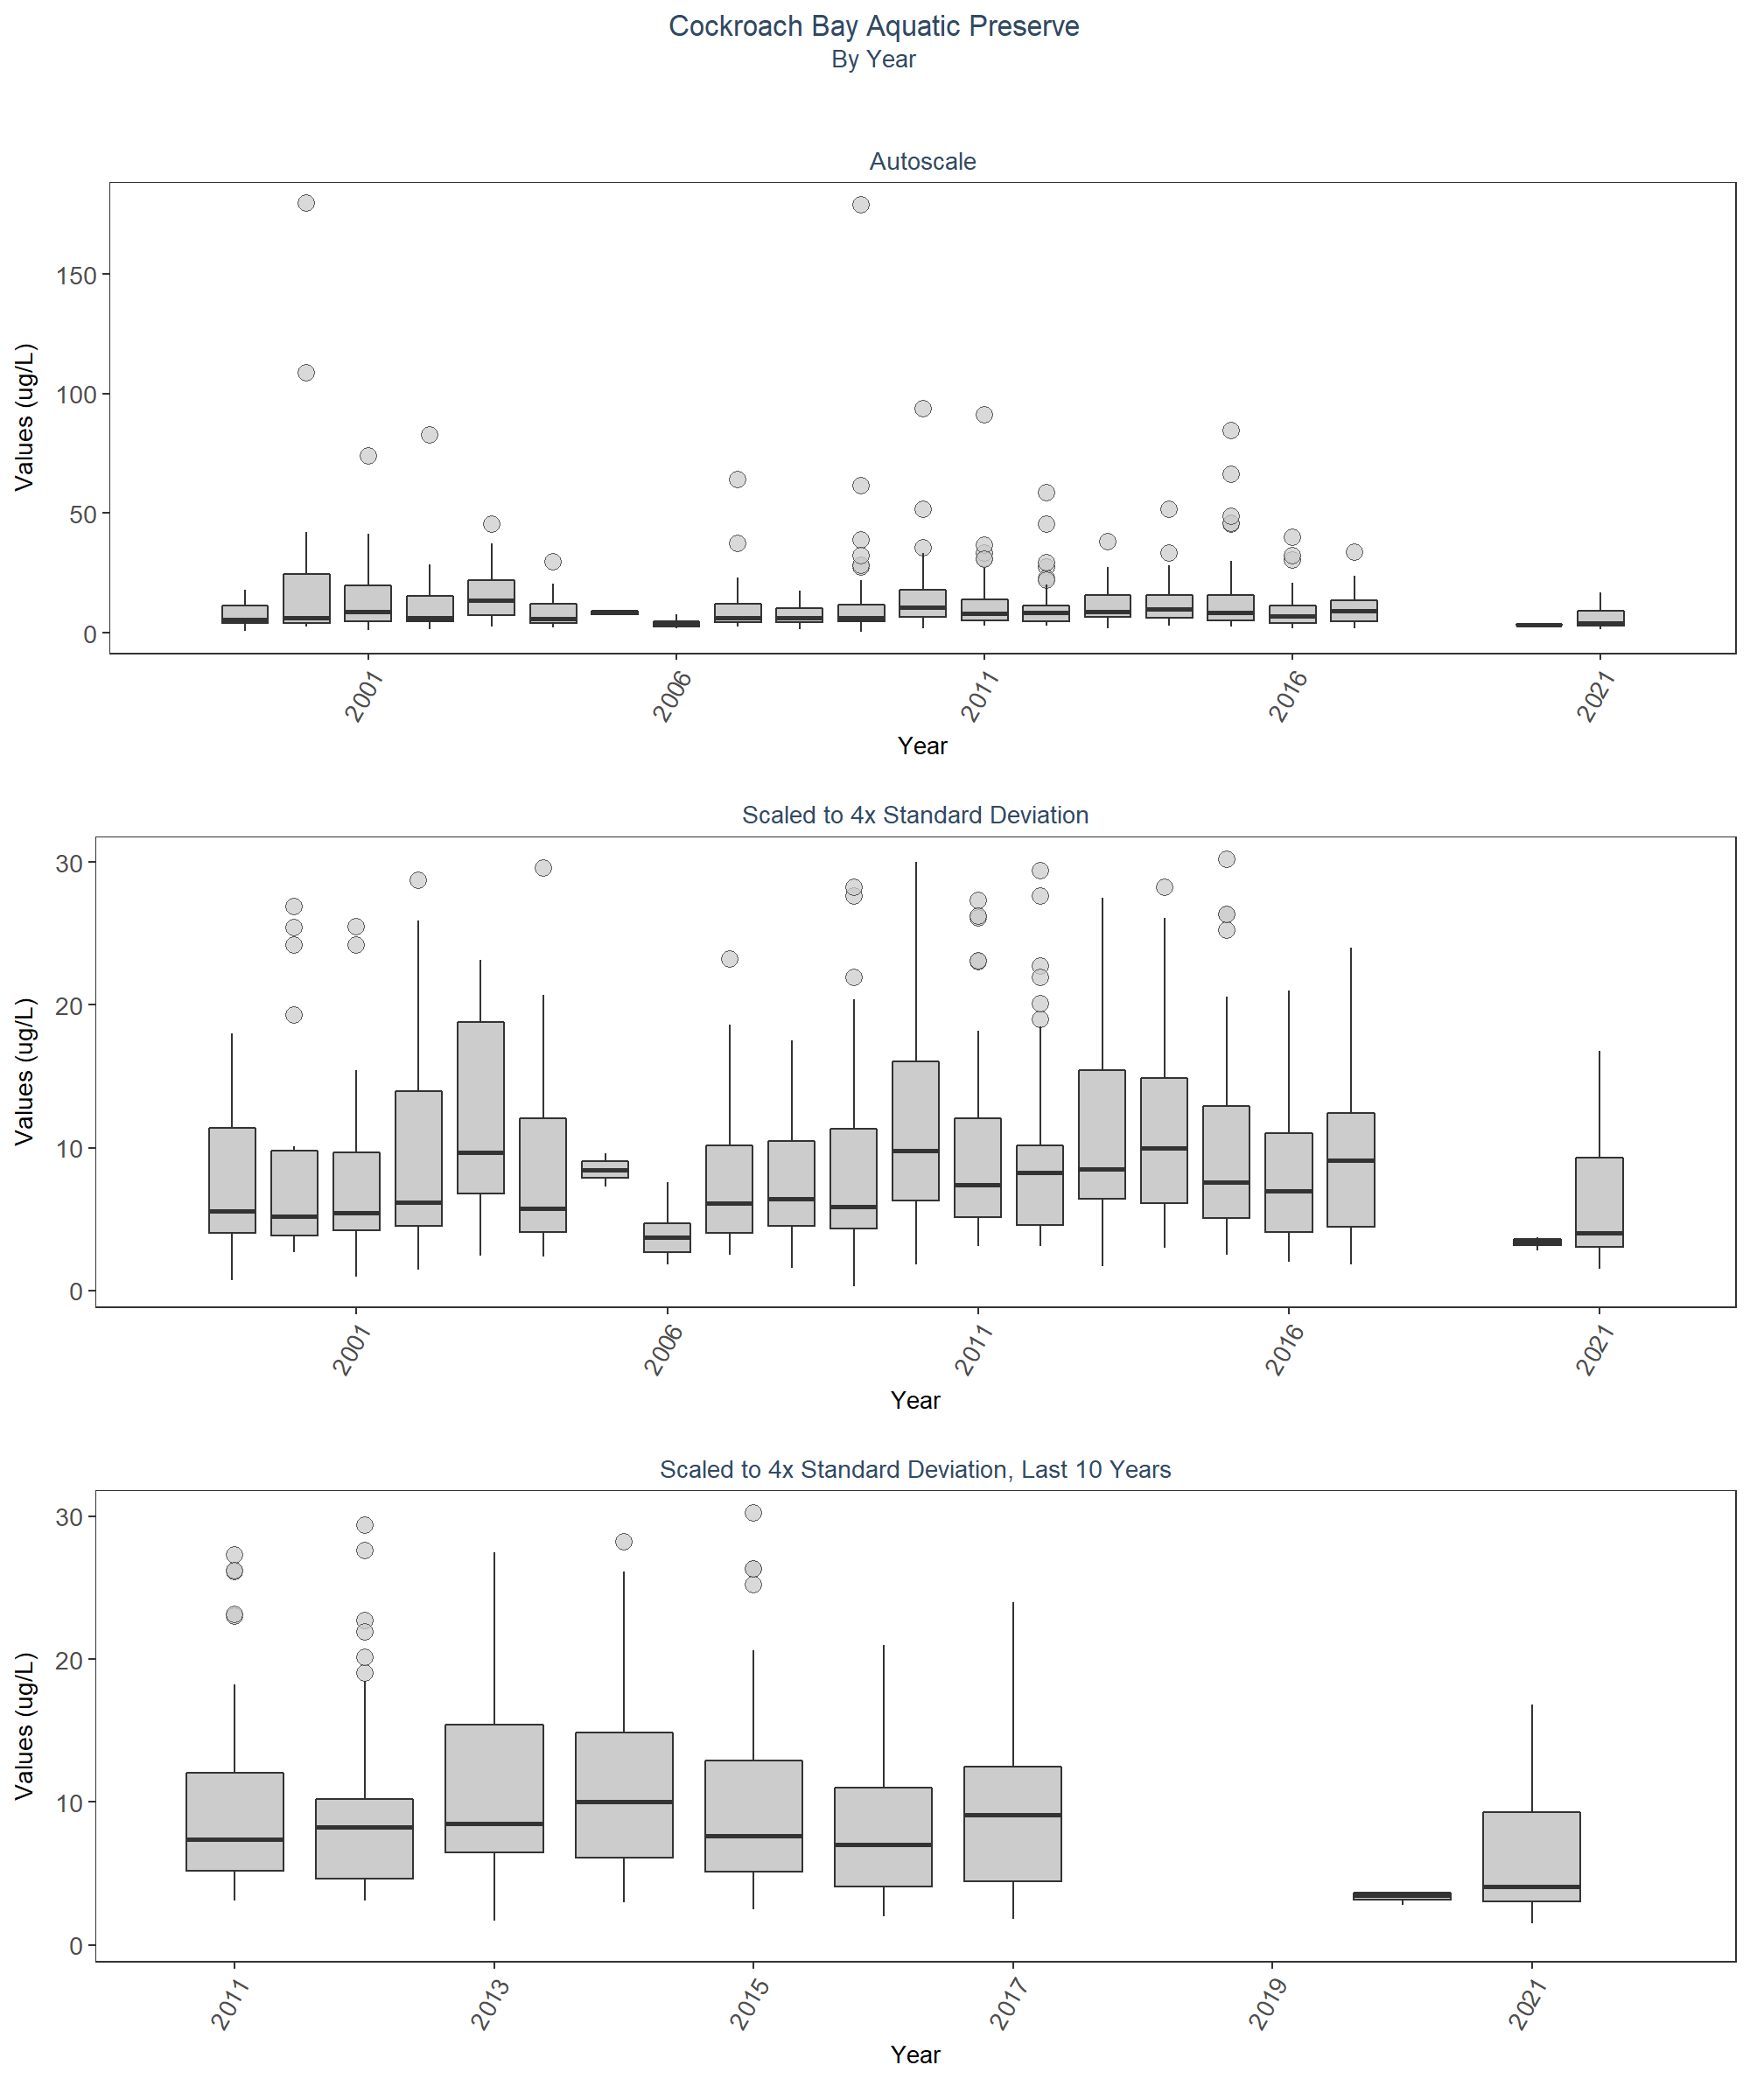 Cockroach Bay Aquatic Preserve
By Year
Autoscale
Values (ug/L)
150
100
50
0
2001
2006
2011
2016
2021
Year
Scaled to 4x Standard Deviation
Values (ug/L)
30
20
10
0
2001
2006
2011
2016
2021
Year
Scaled to 4x Standard Deviation, Last 10 Years
Values (ug/L)
30
20
10
0
2011
2013
2015
2017
2019
2021
Year